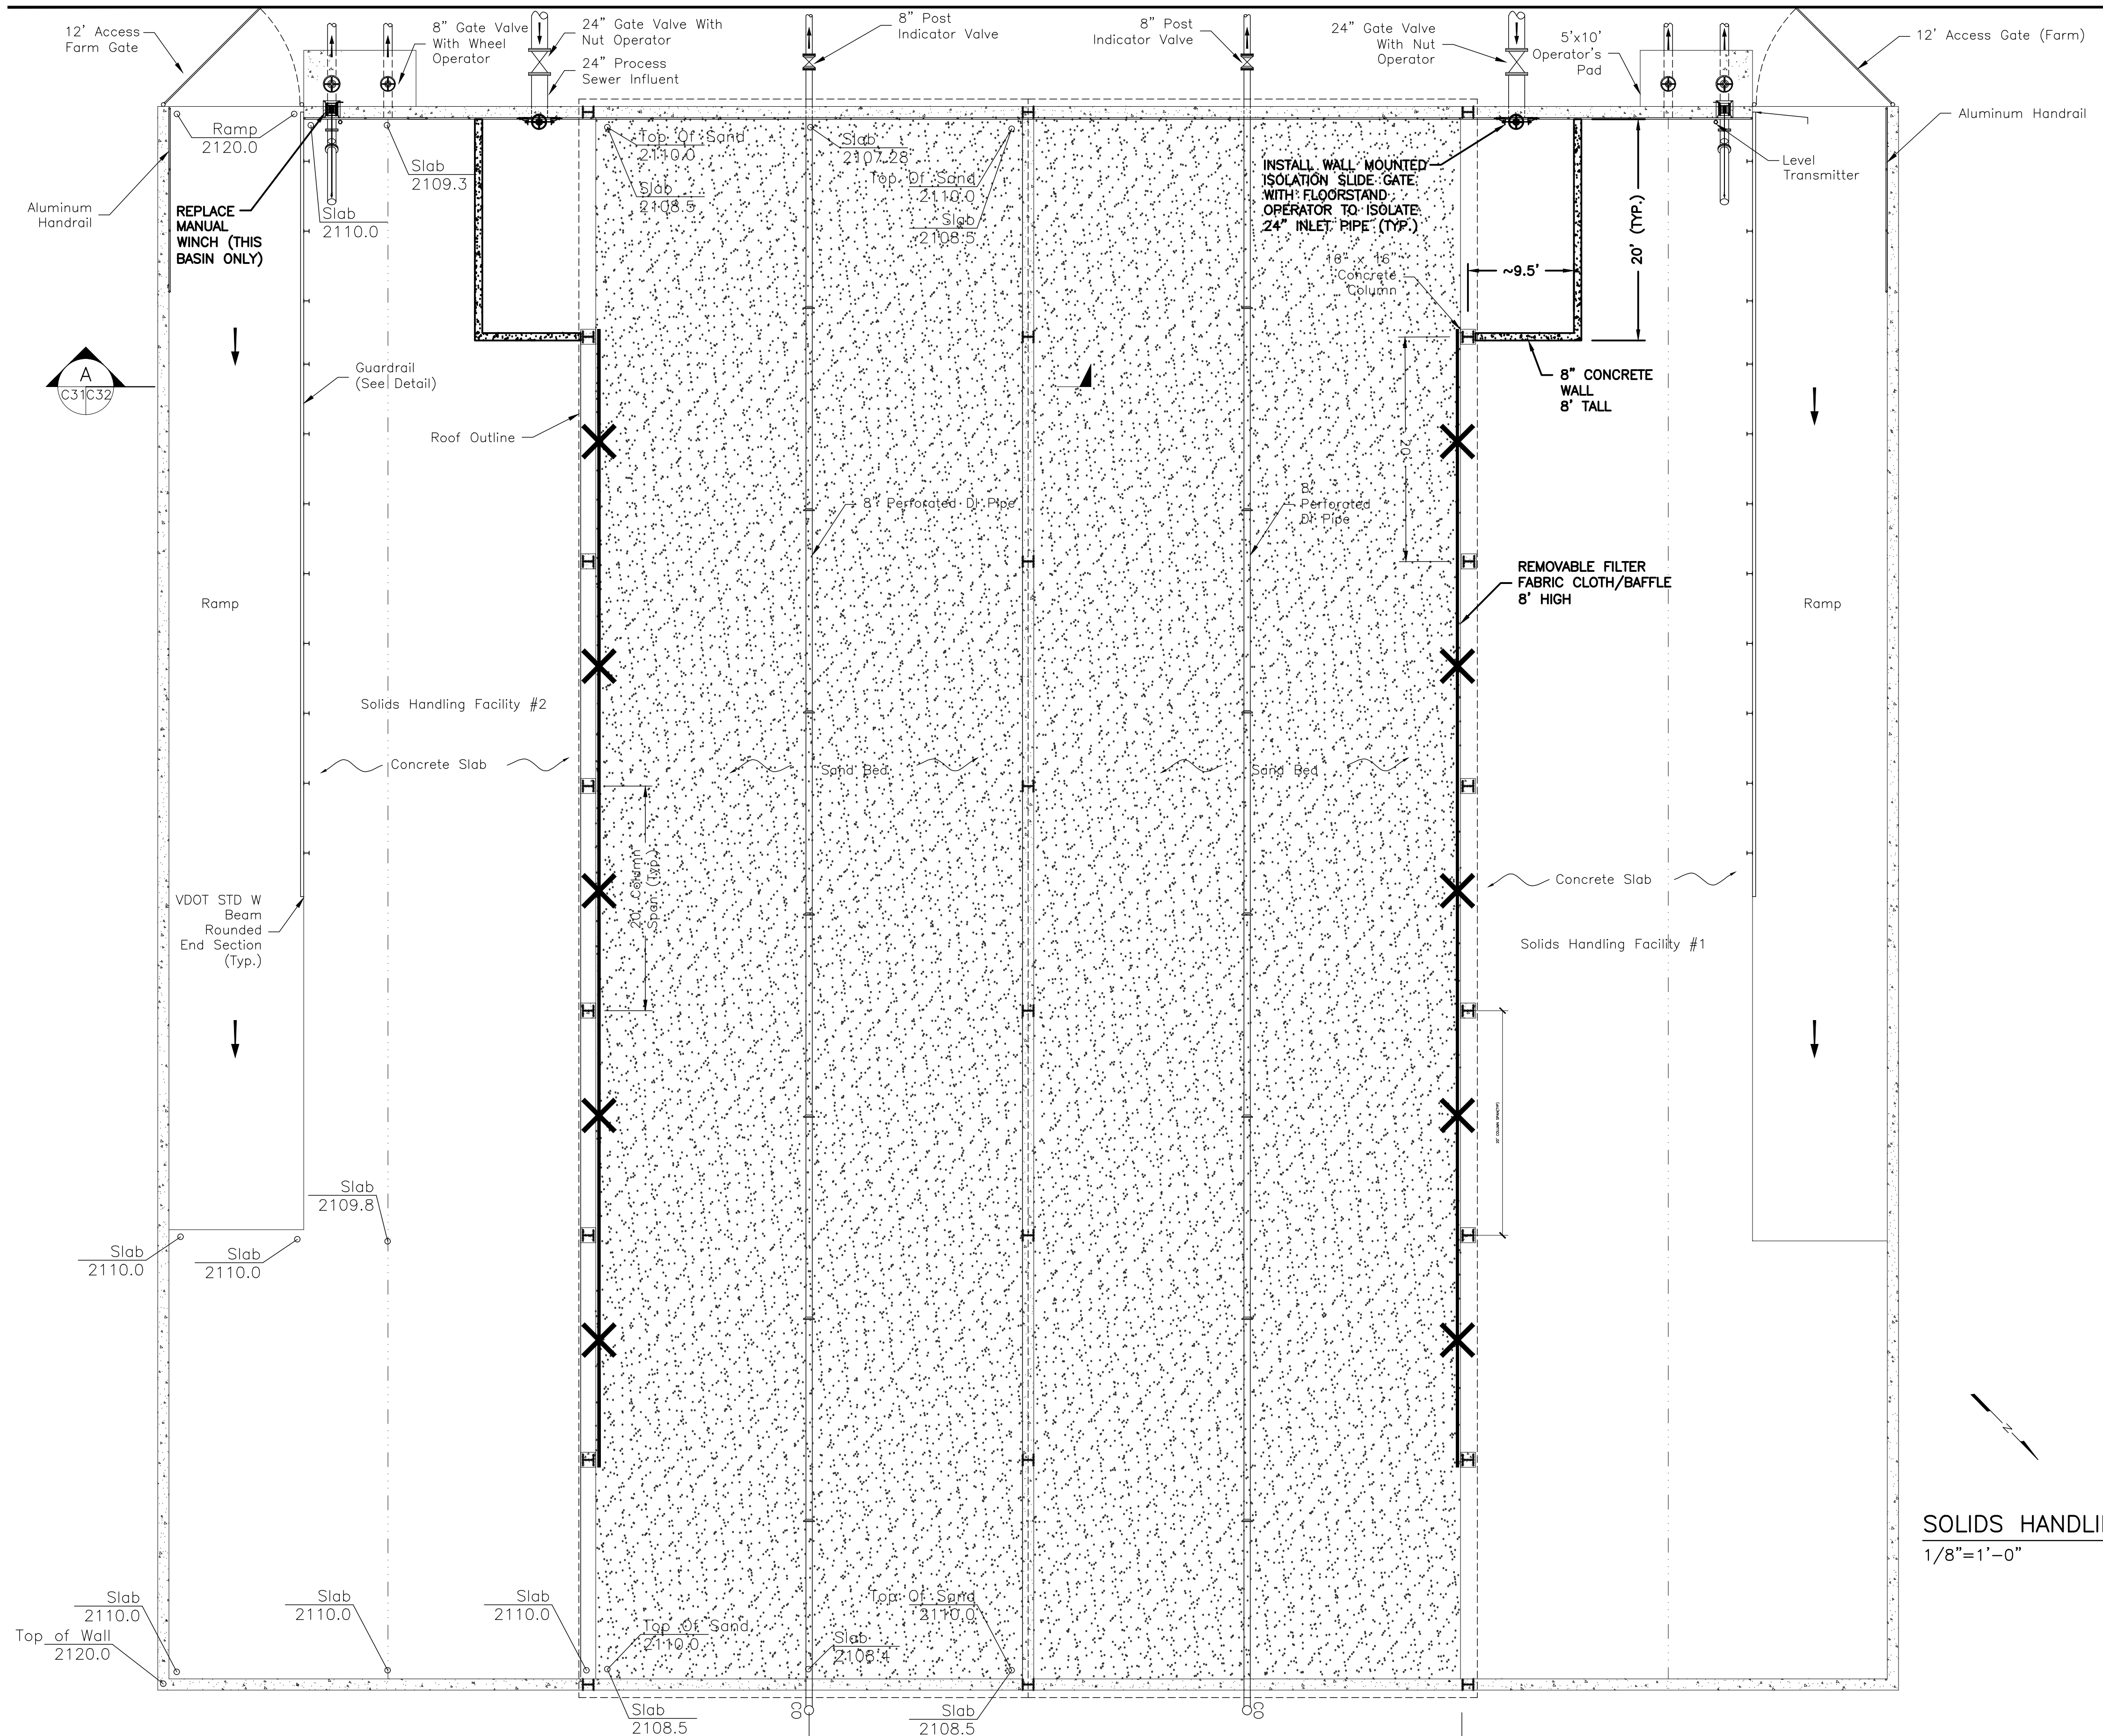 12' Access
Farm Gate
8" Gate Valve
With Wheel
Operator
24" Gate Valve With
Nut Operator
24" Process
Sewer Influent
8" Post
Indicator Valve
8" Post
Indicator Valve
24" Gate Valve
With Nut
Operator
5'x10'
Operator's
Pad
12' Access Gate (Farm)
Ramp
2120.0
Slab
2109.3
Top Of Sand
2110.0
Slab
2108.5
Slab
2107.28
Top Of Sand
2110.0
Slab
2108.5
INSTALL WALL MOUNTED
ISOLATION SLIDE GATE
WITH FLOORSTAND
OPERATOR TO ISOLATE
24" INLET PIPE (TYP.)
Aluminum Handrail
Level
Transmitter
Aluminum
Handrail
REPLACE
MANUAL
WINCH (THIS
BASIN ONLY)
Slab
2110.0
16" x 16"
Concrete
Column
~9.5'
20' (TYP.)
A
C31 C32
Guardrail
(See Detail)
Roof Outline
8" CONCRETE
WALL
8' TALL
20'
8" Perforated DI Pipe
8"
Perforated
DI Pipe
REMOVABLE FILTER
FABRIC CLOTH/BAFFLE
8' HIGH
Ramp
Ramp
Solids Handling Facility #2
Concrete Slab
Sand Bed
Sand Bed
20' Column
Span (Typ.)
Concrete Slab
VDOT STD W
Beam
Rounded
End Section
(Typ.)
Solids Handling Facility #1
20' COLUMN SPAN(TYP)
Slab
2109.8
Slab
2110.0
Slab
2110.0
N
SOLIDS HANDLI
1/8"=1'-0"
Slab
2110.0
Top of Wall
2120.0
Slab
2110.0
Slab
2110.0
Top Of Sand
2110.0
Slab
2108.4
Top Of Sand
2110.0
Slab
2108.5
Slab
2108.5
CO
CO